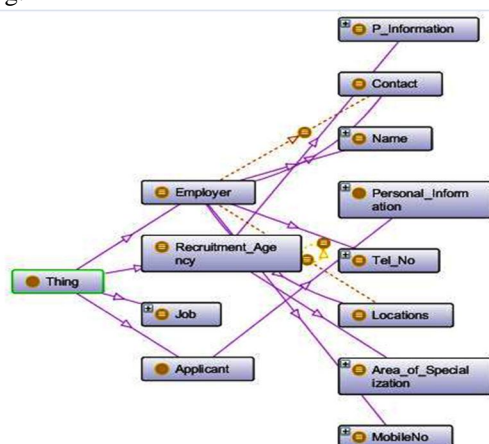 g.
P_Information
Contact
Name
Employer
Personal_Inform
ation
Recruitment_Age
ncy
Tel_No
Thing
Job
Locations
Applicant
Area_of_Special
ization
MobileNo